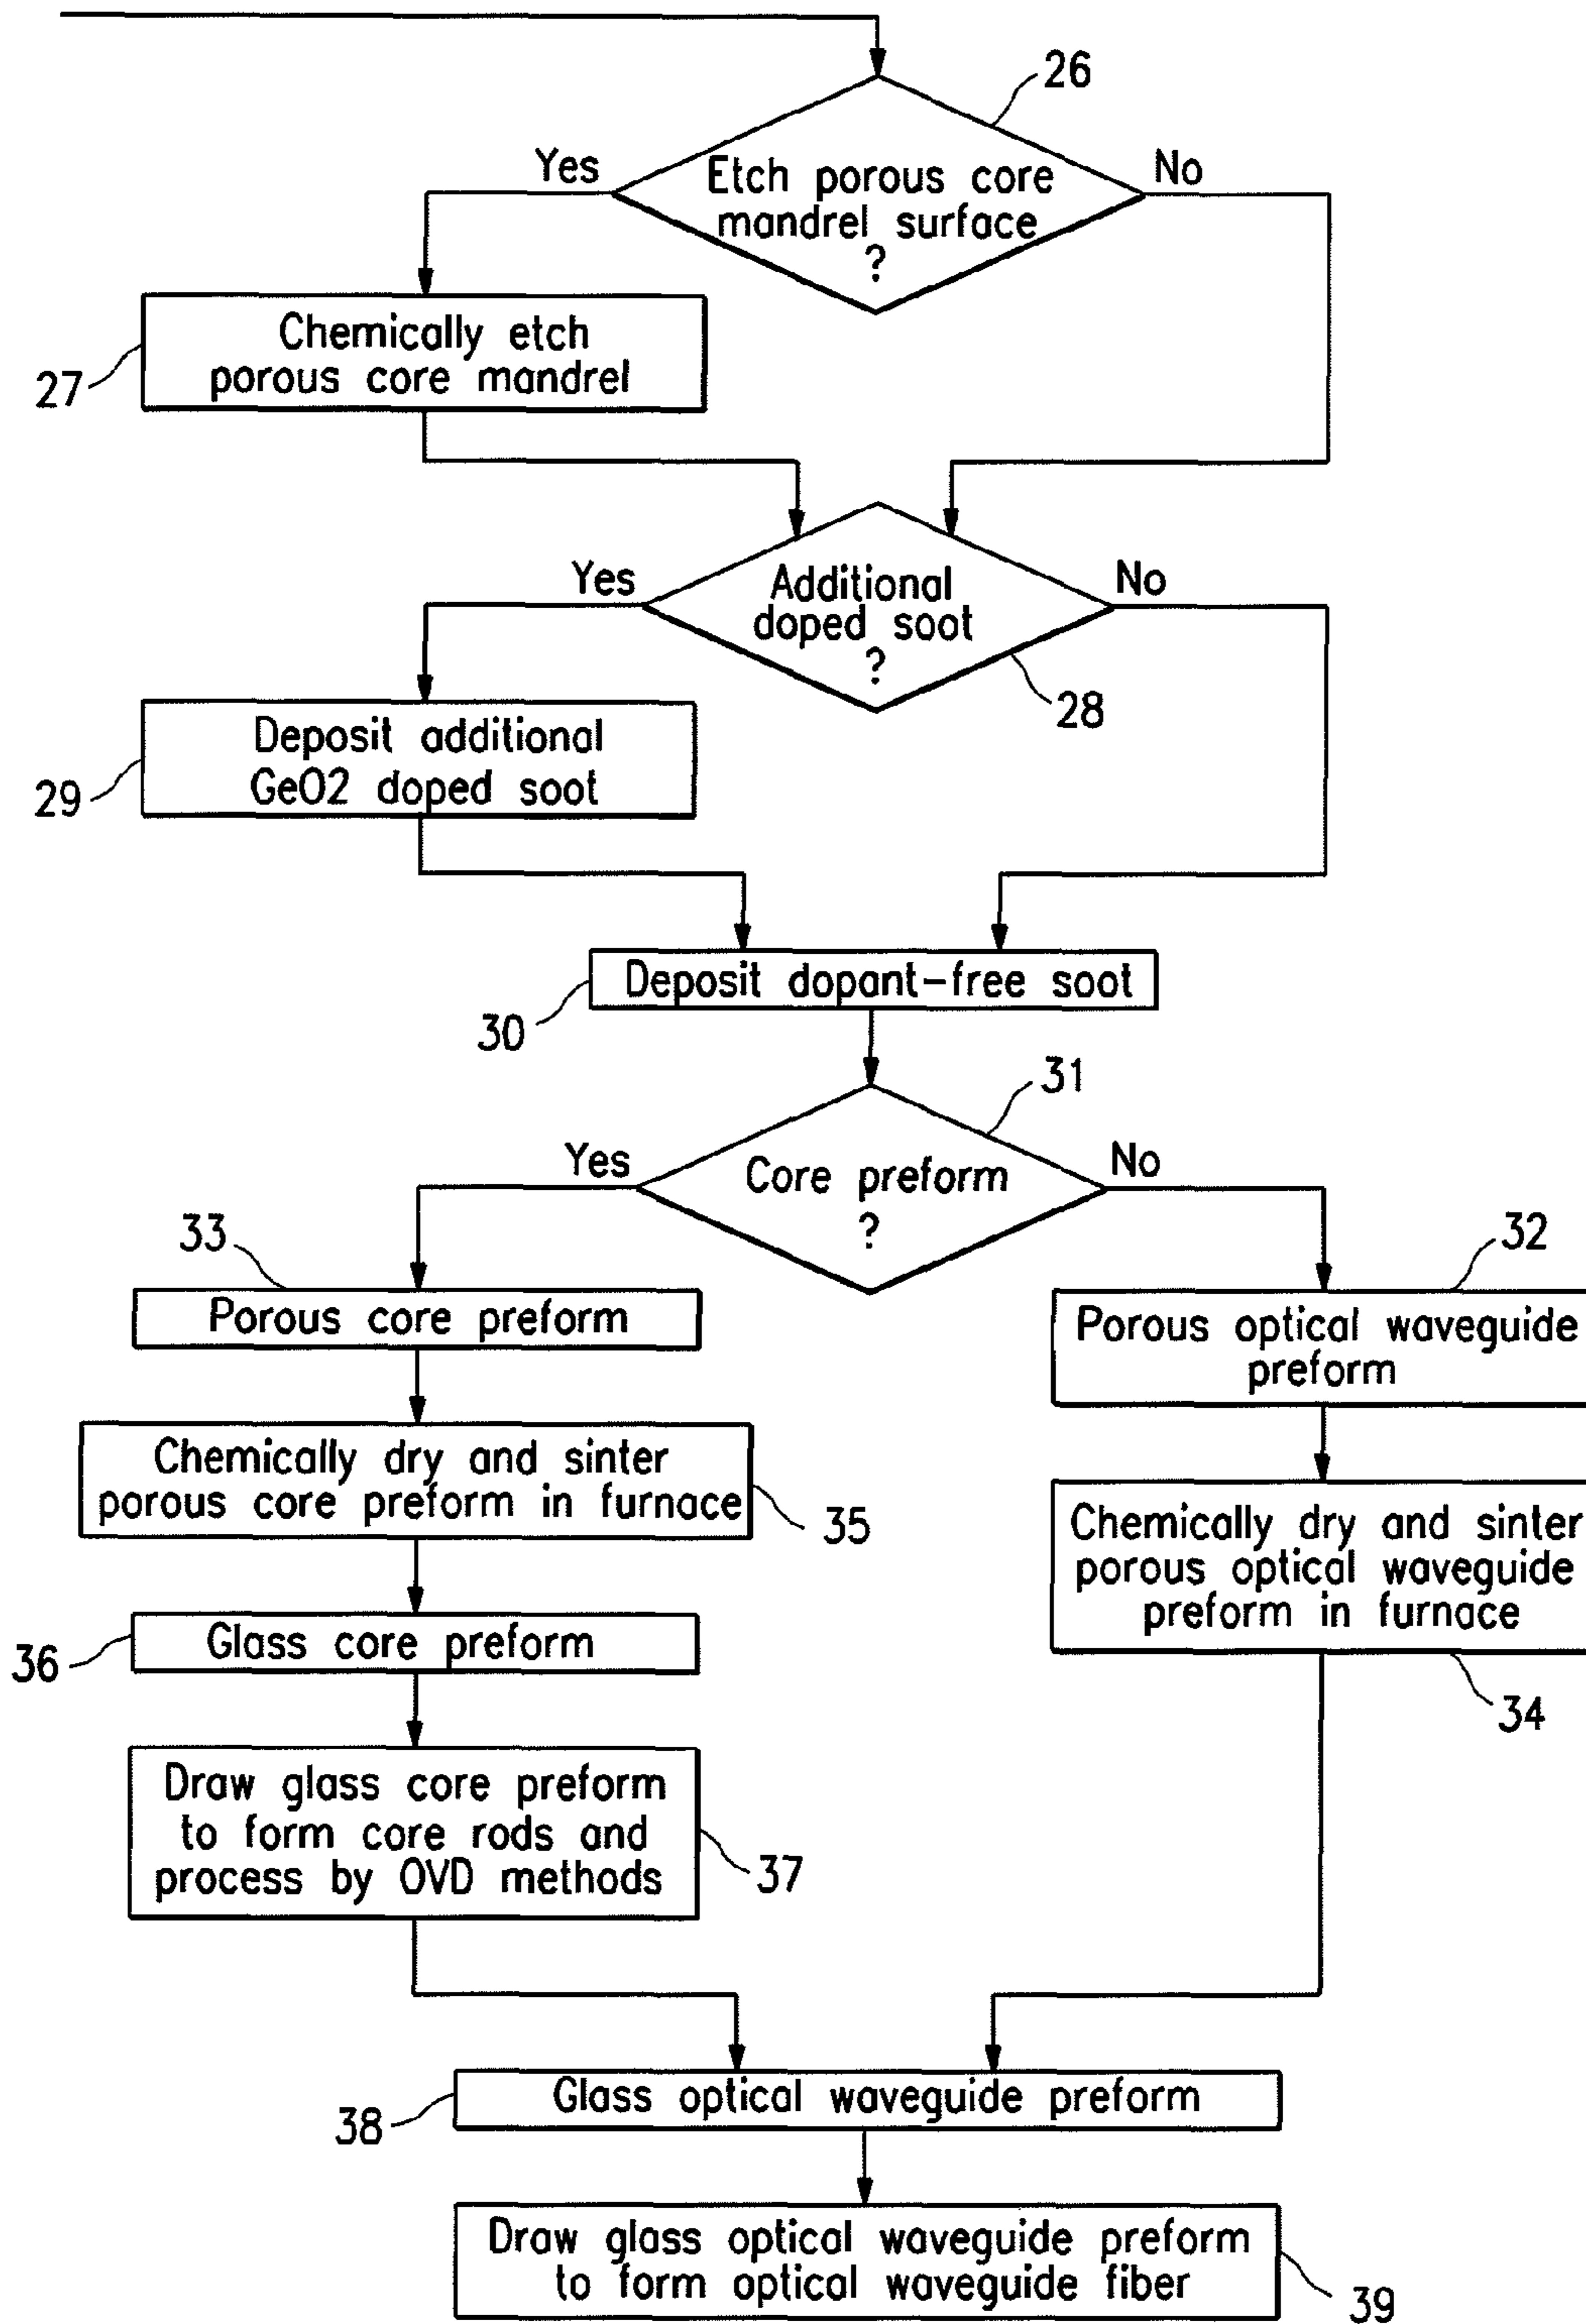 26
Yes
No
Etch porous core
mandrel surface
?
Chemically etch
porous core mandrel
27
Yes
No
Additional
doped soot
?
28
Deposit additional
GeO2 doped soot
29
Deposit dopant-free soot
30
31
Yes
No
Core preform
?
33
32
Porous core preform
Porous optical waveguide
preform
Chemically dry and sinter
porous core preform in furnace
35
Chemically dry and sinter
porous optical waveguide
preform in furnace
34
Glass core preform
36
Draw glass core preform
to form core rods and
process by OVD methods
37
Glass optical waveguide preform
38
Draw glass optical waveguide preform
to form optical waveguide fiber
39